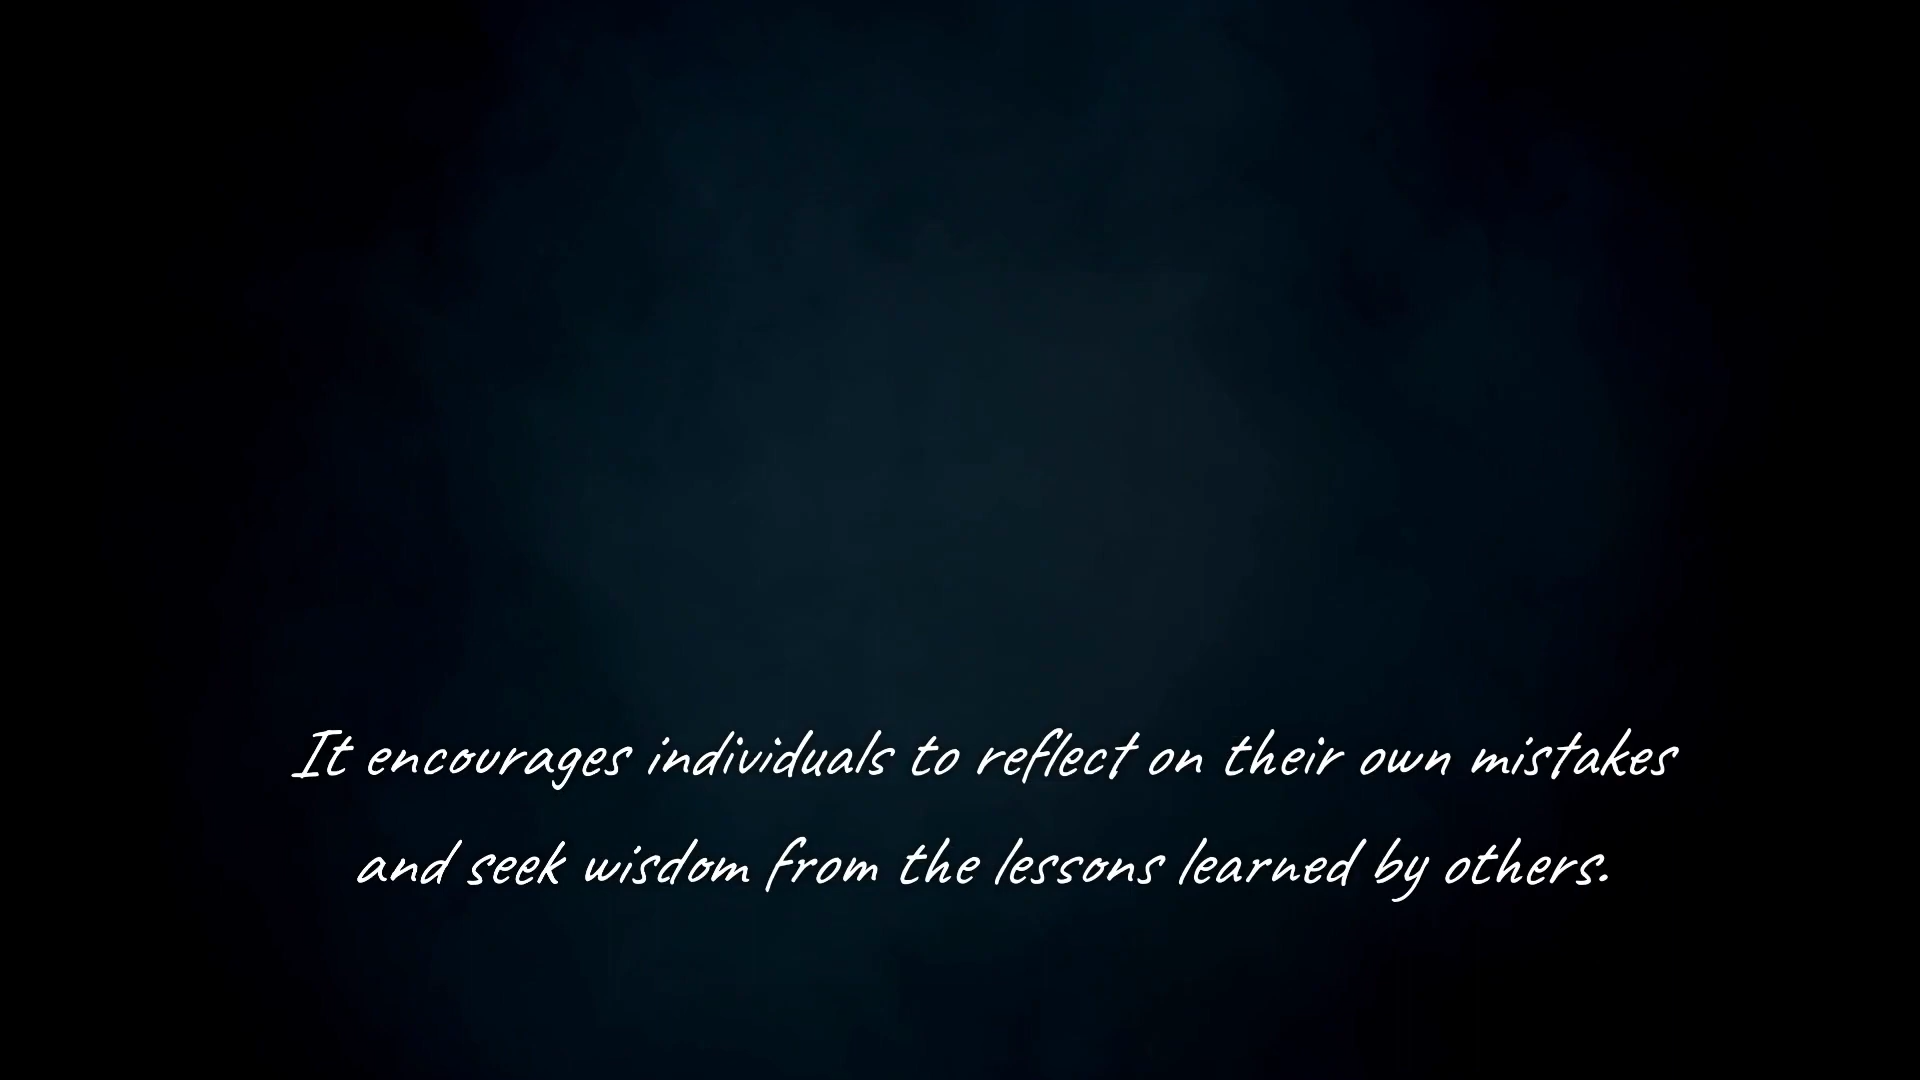 It encourages individuals to reflect on their own mistakes
and seek wisdom from the lessons learned by others.